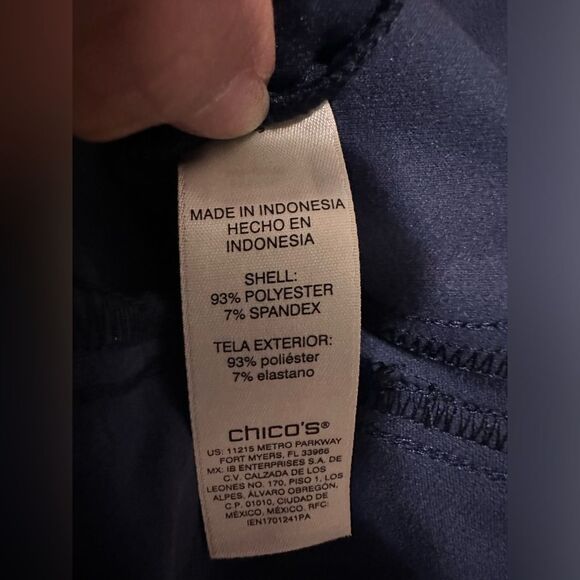 MADE IN INDONESIA
HECHO EN
INDONESIA
SHELL:
93% POLYESTER
7% SPANDEX
TELA EXTERIOR:
93% poliéster
7% elastano
chico's®
US: 11215 METRO PARKWAY
FORT MYERS, FL 33966
MX: IB ENTERPRISES S.A. DE
C.V. CALZADA DE LOS
LEONES NO. 170, PISO 1, LOS
ALPES, ÁLVARO OBREGÓN,
C.P. 01010, CIUDAD DE
MÉXICO, MÉXICO. RFC:
IEN1701241PA